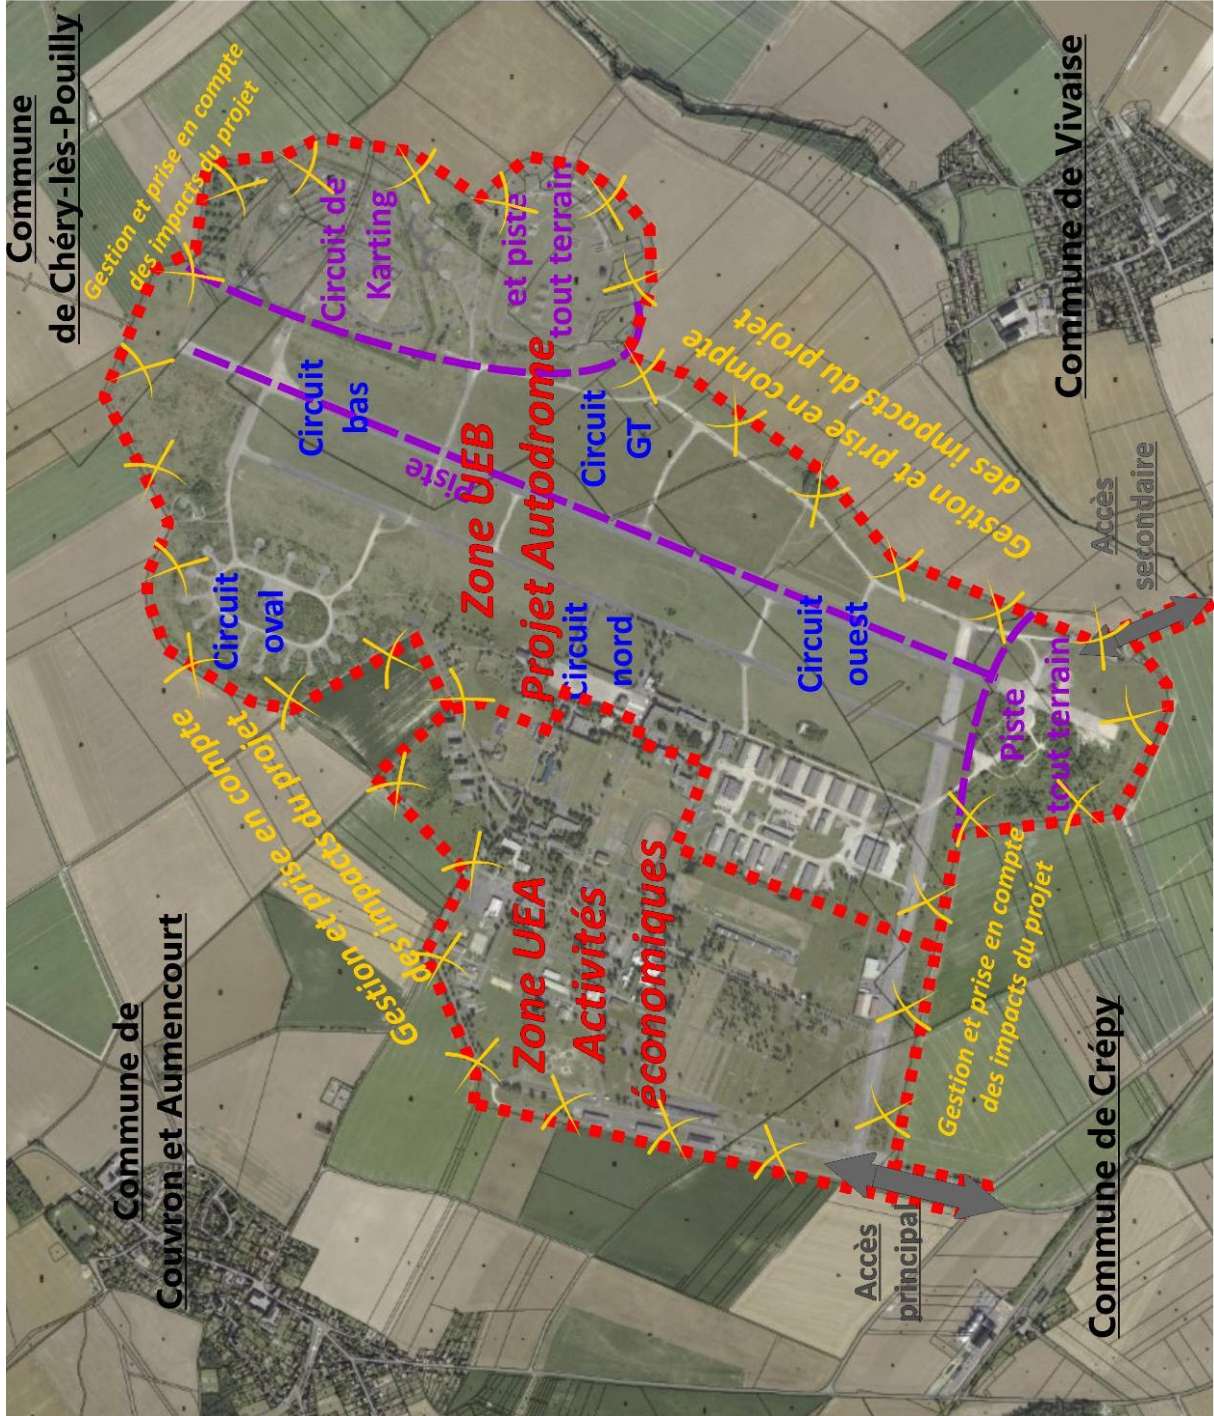 Commune
de Chéry-lès-Pouilly
Gestion et prise en compte
des impacts du projet
Circuit de
Karting
et piste
tout terrain
Circuit
bas
Piste
Zone UEB
Projet Autodrome
Circuit
GT
Gestion et prise en compte
des impacts du projet
Commune de Vivaise
Accès
secondaire
Circuit
oval
Circuit
nord
Circuit
ouest
Piste
tout terrain
Gestion et prise en compte
des impacts du projet
Commune de
Couvron et Aumencourt
Zone UEA
Activités
économiques
Gestion et prise en compte
des impacts du projet
Commune de Crépy
Accès
principal